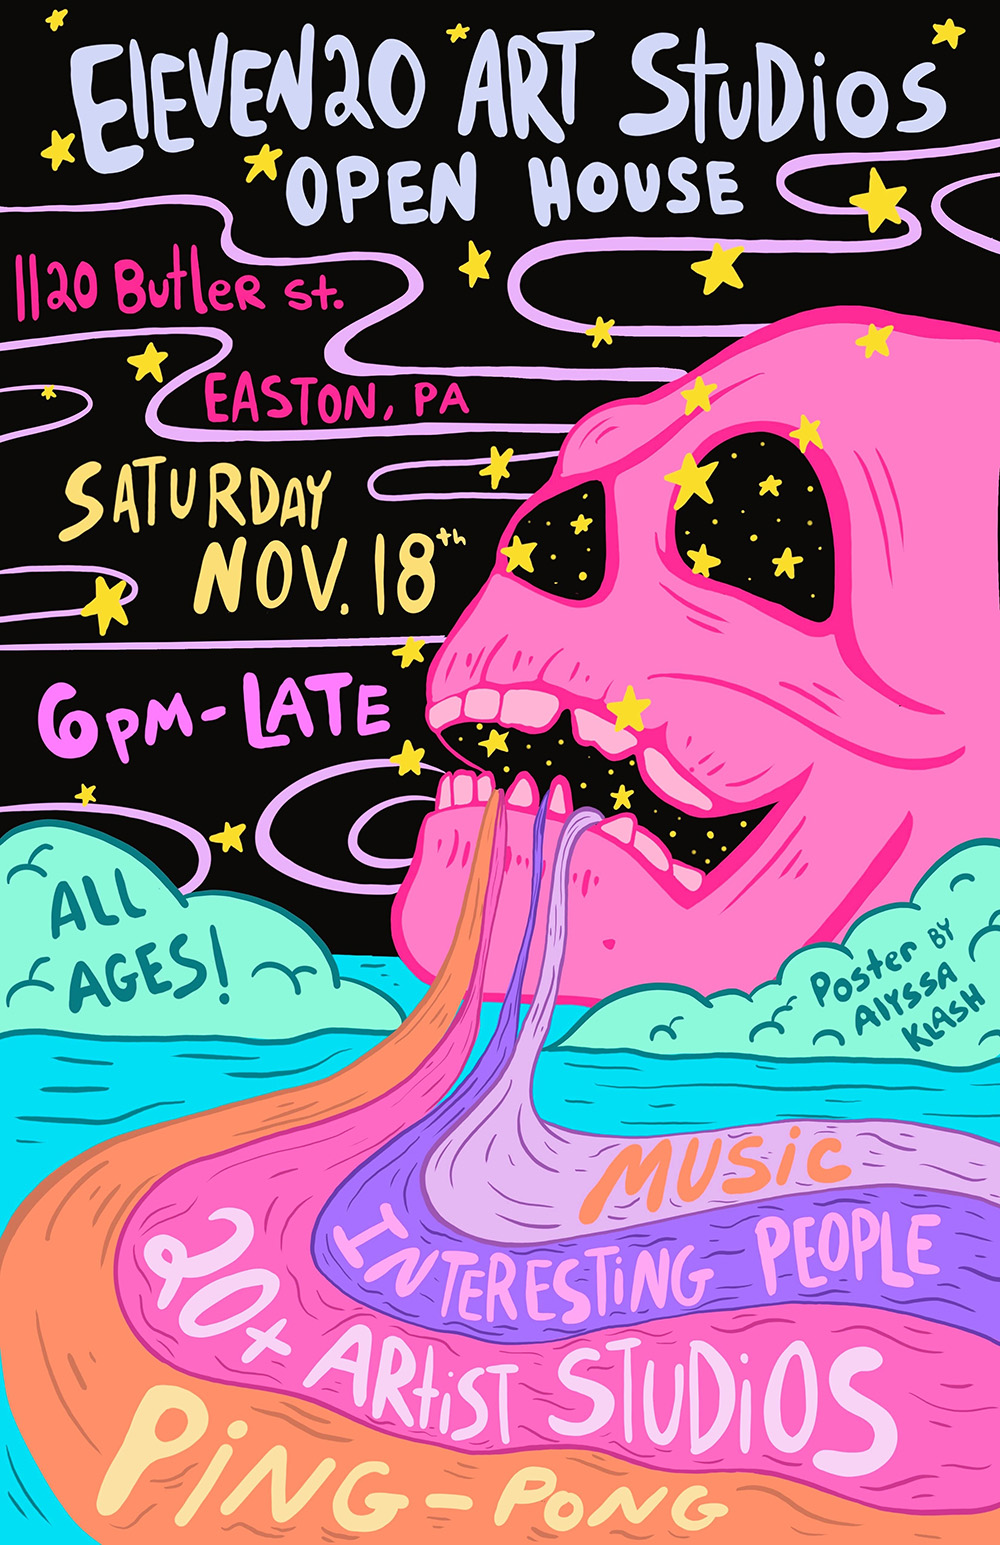 Eleven20 Art Studios
Open House
1120 Butler St.
Easton, PA
Saturday
Nov. 18th
6pm-Late
All
Ages!
Poster by
Alyssa
Klash
Music
Interesting People
20+ Artist Studios
Ping-Pong